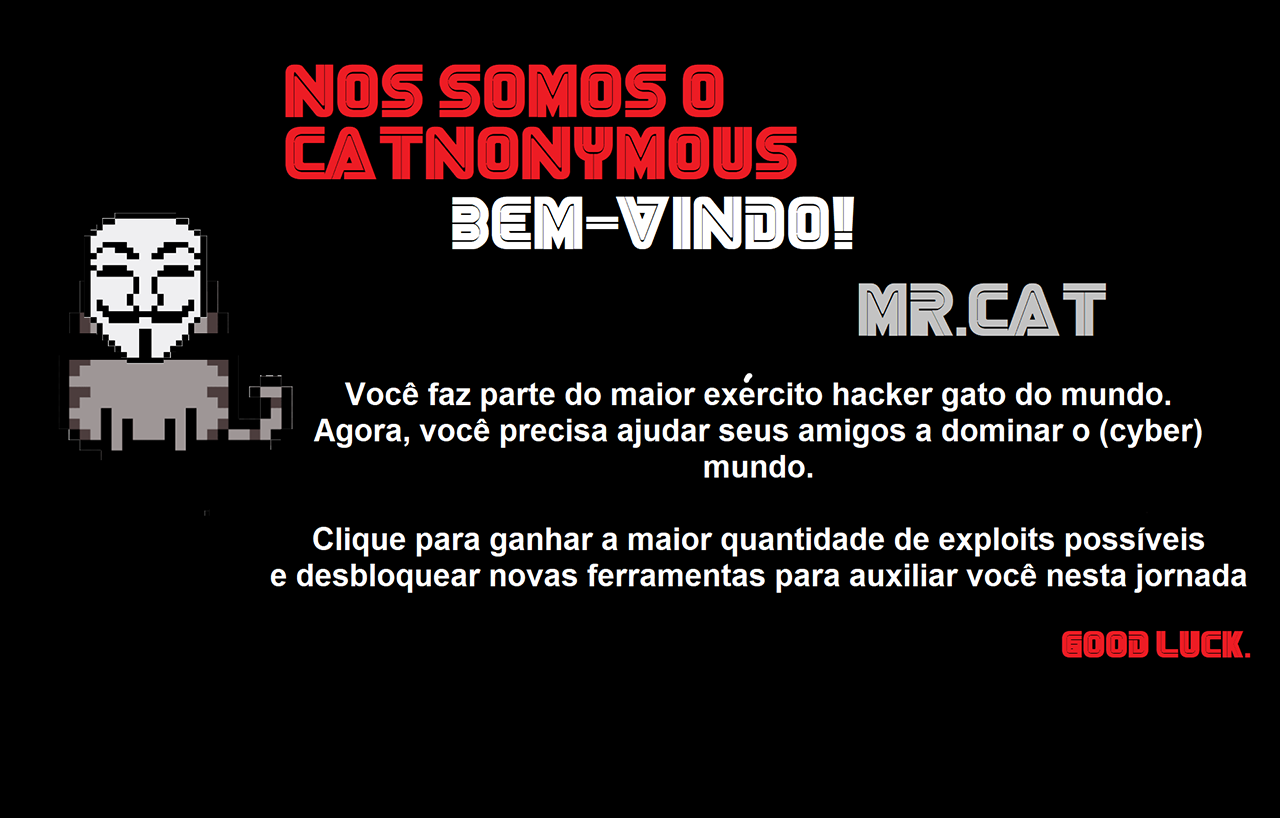 NOS SOMOS O
CATNONYMOUS
BEM-VINDO!
MR.CAT
Você faz parte do maior exército hacker gato do mundo.
Agora, você precisa ajudar seus amigos a dominar o (cyber)
mundo.
Clique para ganhar a maior quantidade de exploits possíveis
e desbloquear novas ferramentas para auxiliar você nesta jornada
GOOD LUCK.